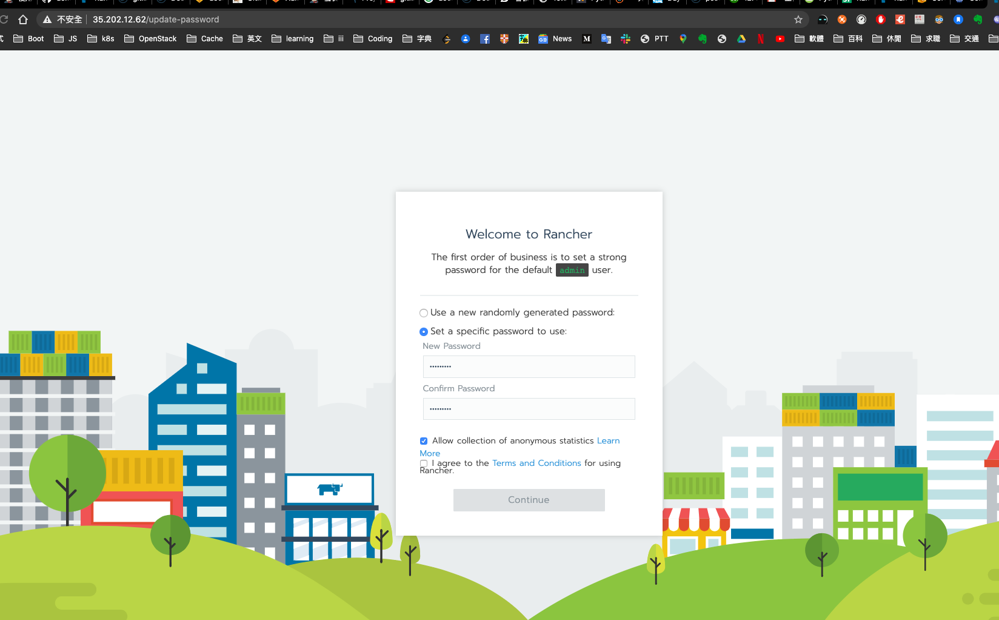 不安全 35.202.12.62/update-password
式 Boot JS k8s OpenStack Cache 英文 learning iii Coding 字典 News PTT 軟體 百科 休閒 求職 交通
Welcome to Rancher
The first order of business is to set a strong
password for the default admin user.
Use a new randomly generated password:
Set a specific password to use:
New Password
•••••••••
Confirm Password
•••••••••
Allow collection of anonymous statistics Learn
More
I agree to the Terms and Conditions for using
Rancher.
Continue